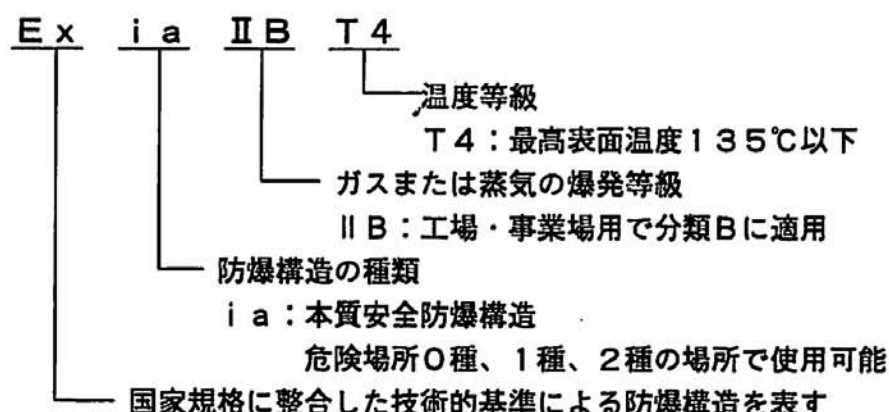 Ex ia ⅡB T4
温度等級
T4：最高表面温度135℃以下
ガスまたは蒸気の爆発等級
ⅡB：工場・事業場用で分類Bに適用
防爆構造の種類
ia：本質安全防爆構造
危険場所0種、1種、2種の場所で使用可能
国家規格に整合した技術的基準による防爆構造を表す